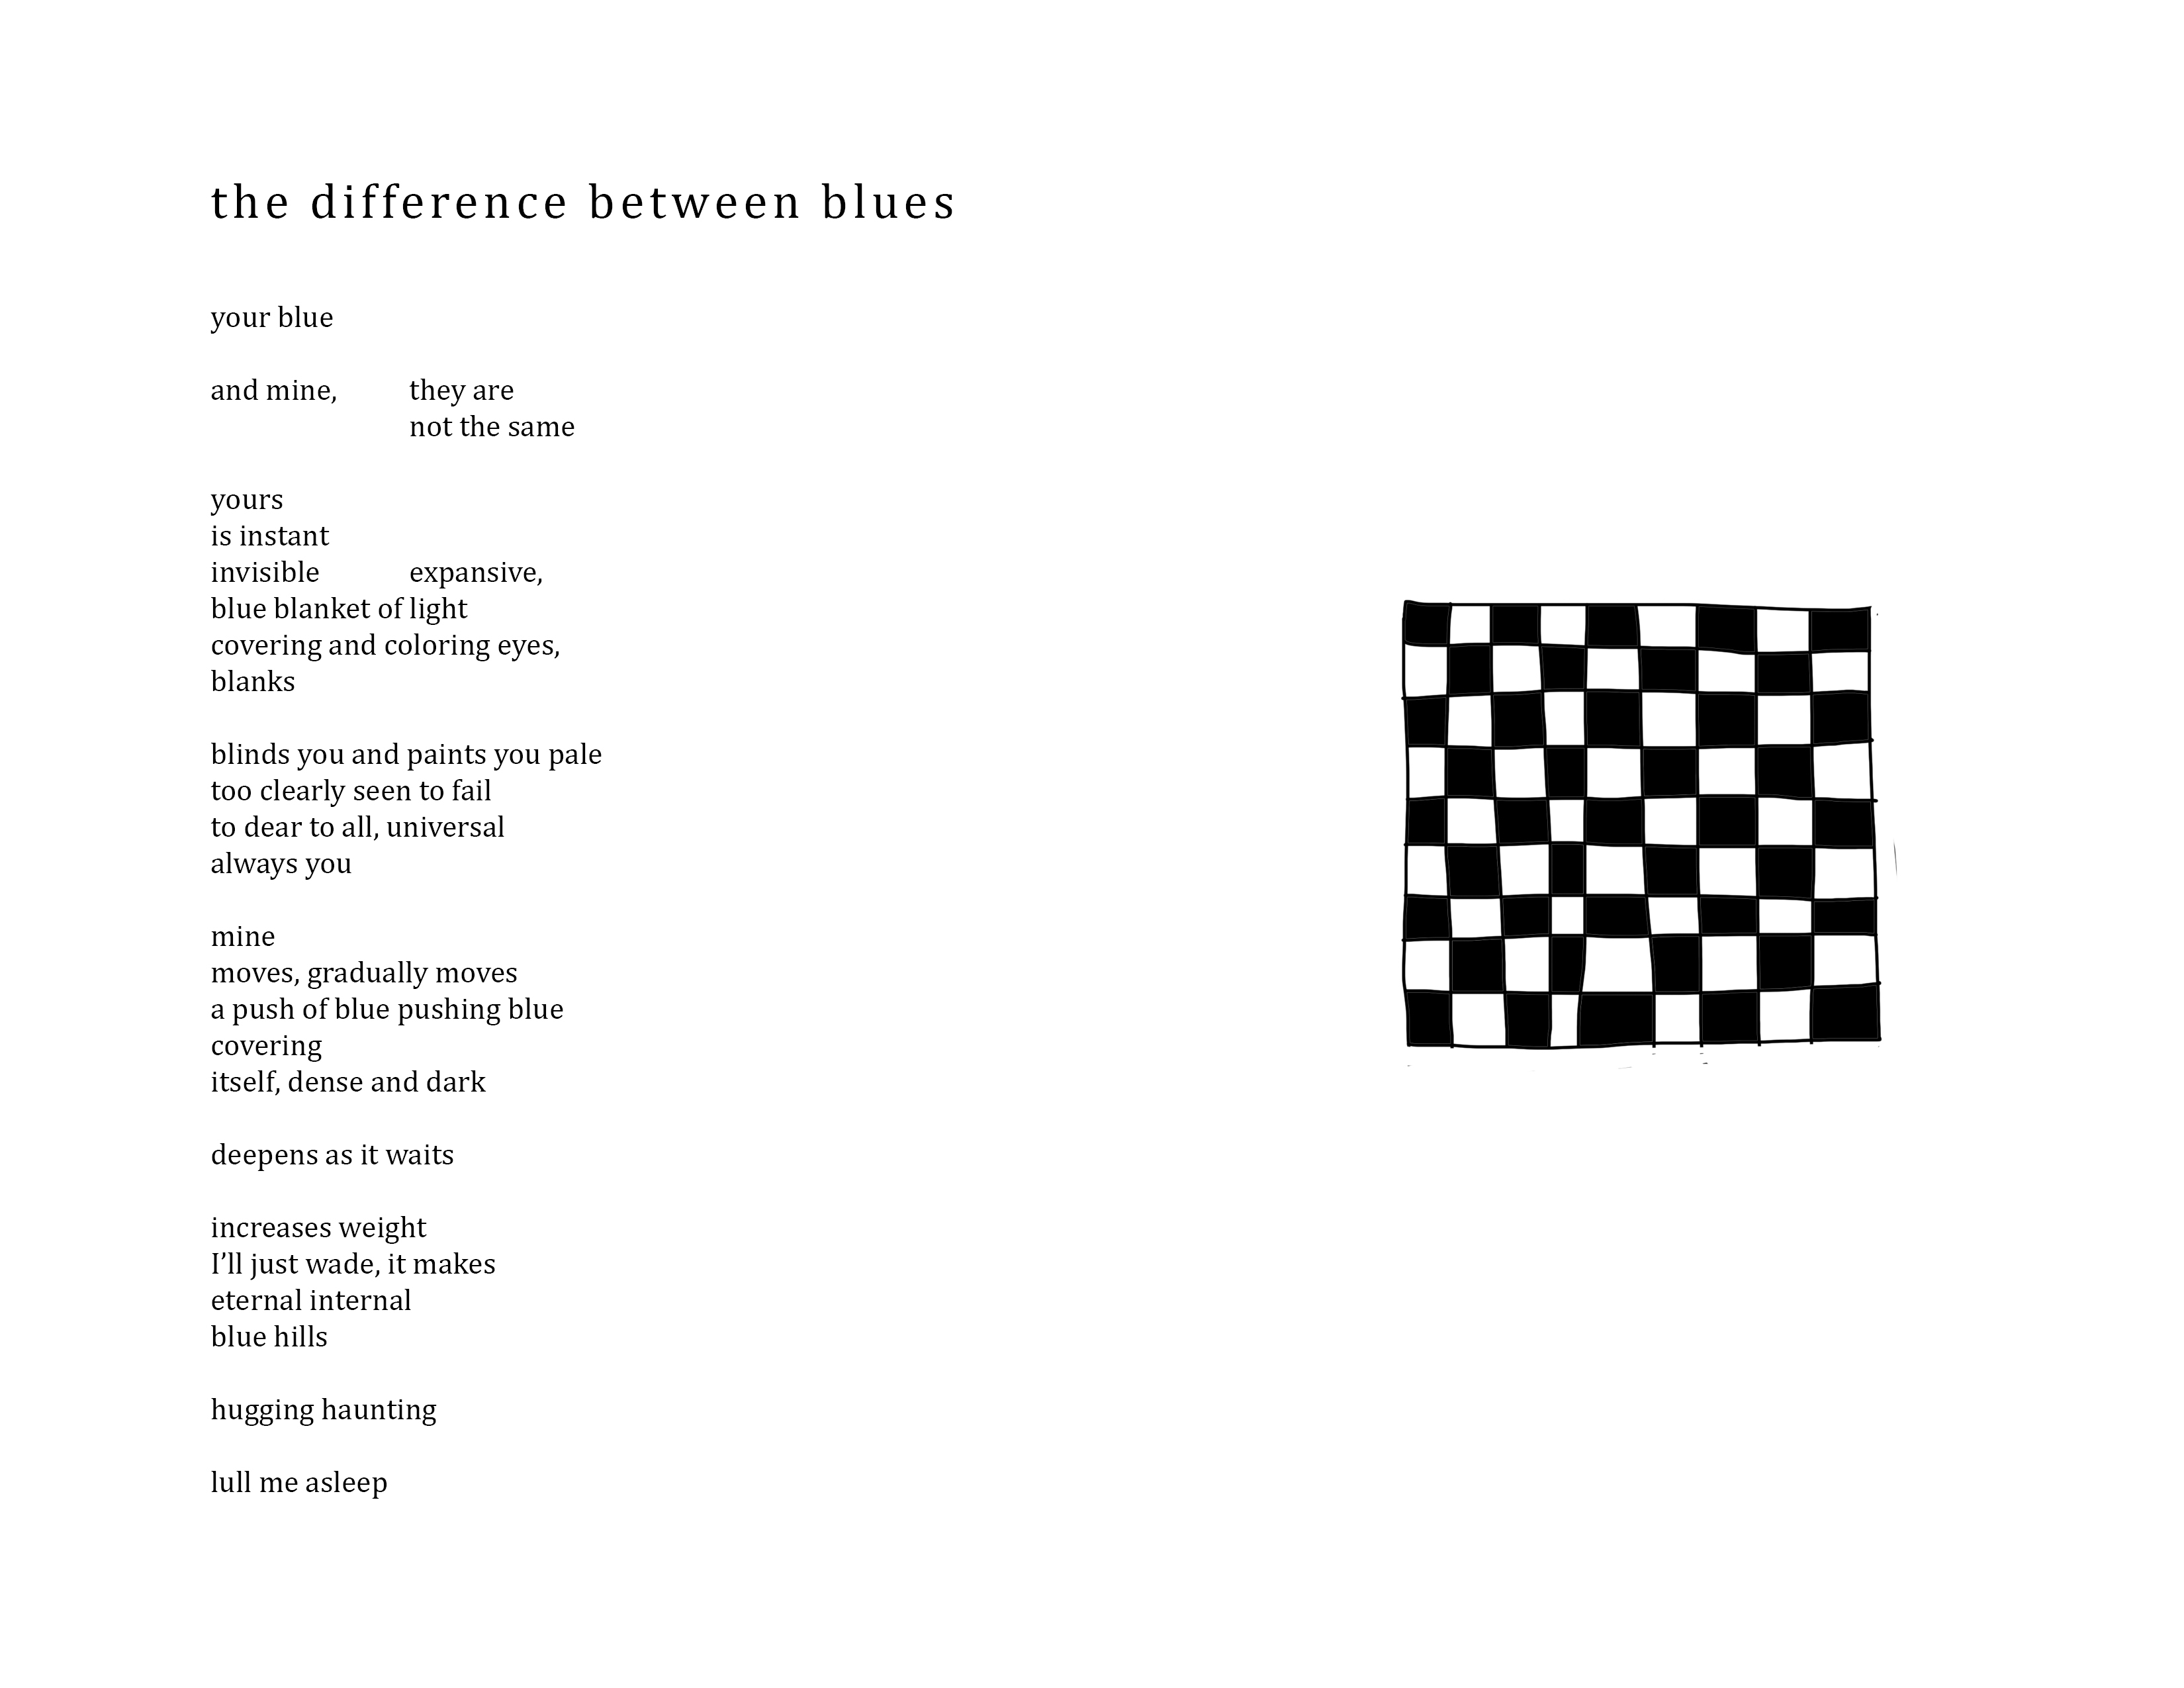 the difference between blues
your blue
and mine, they are
not the same
yours
is instant
invisible expansive,
blue blanket of light
covering and coloring eyes,
blanks
blinds you and paints you pale
too clearly seen to fail
to dear to all, universal
always you
mine
moves, gradually moves
a push of blue pushing blue
covering
itself, dense and dark
deepens as it waits
increases weight
I’ll just wade, it makes
eternal internal
blue hills
hugging haunting
lull me asleep